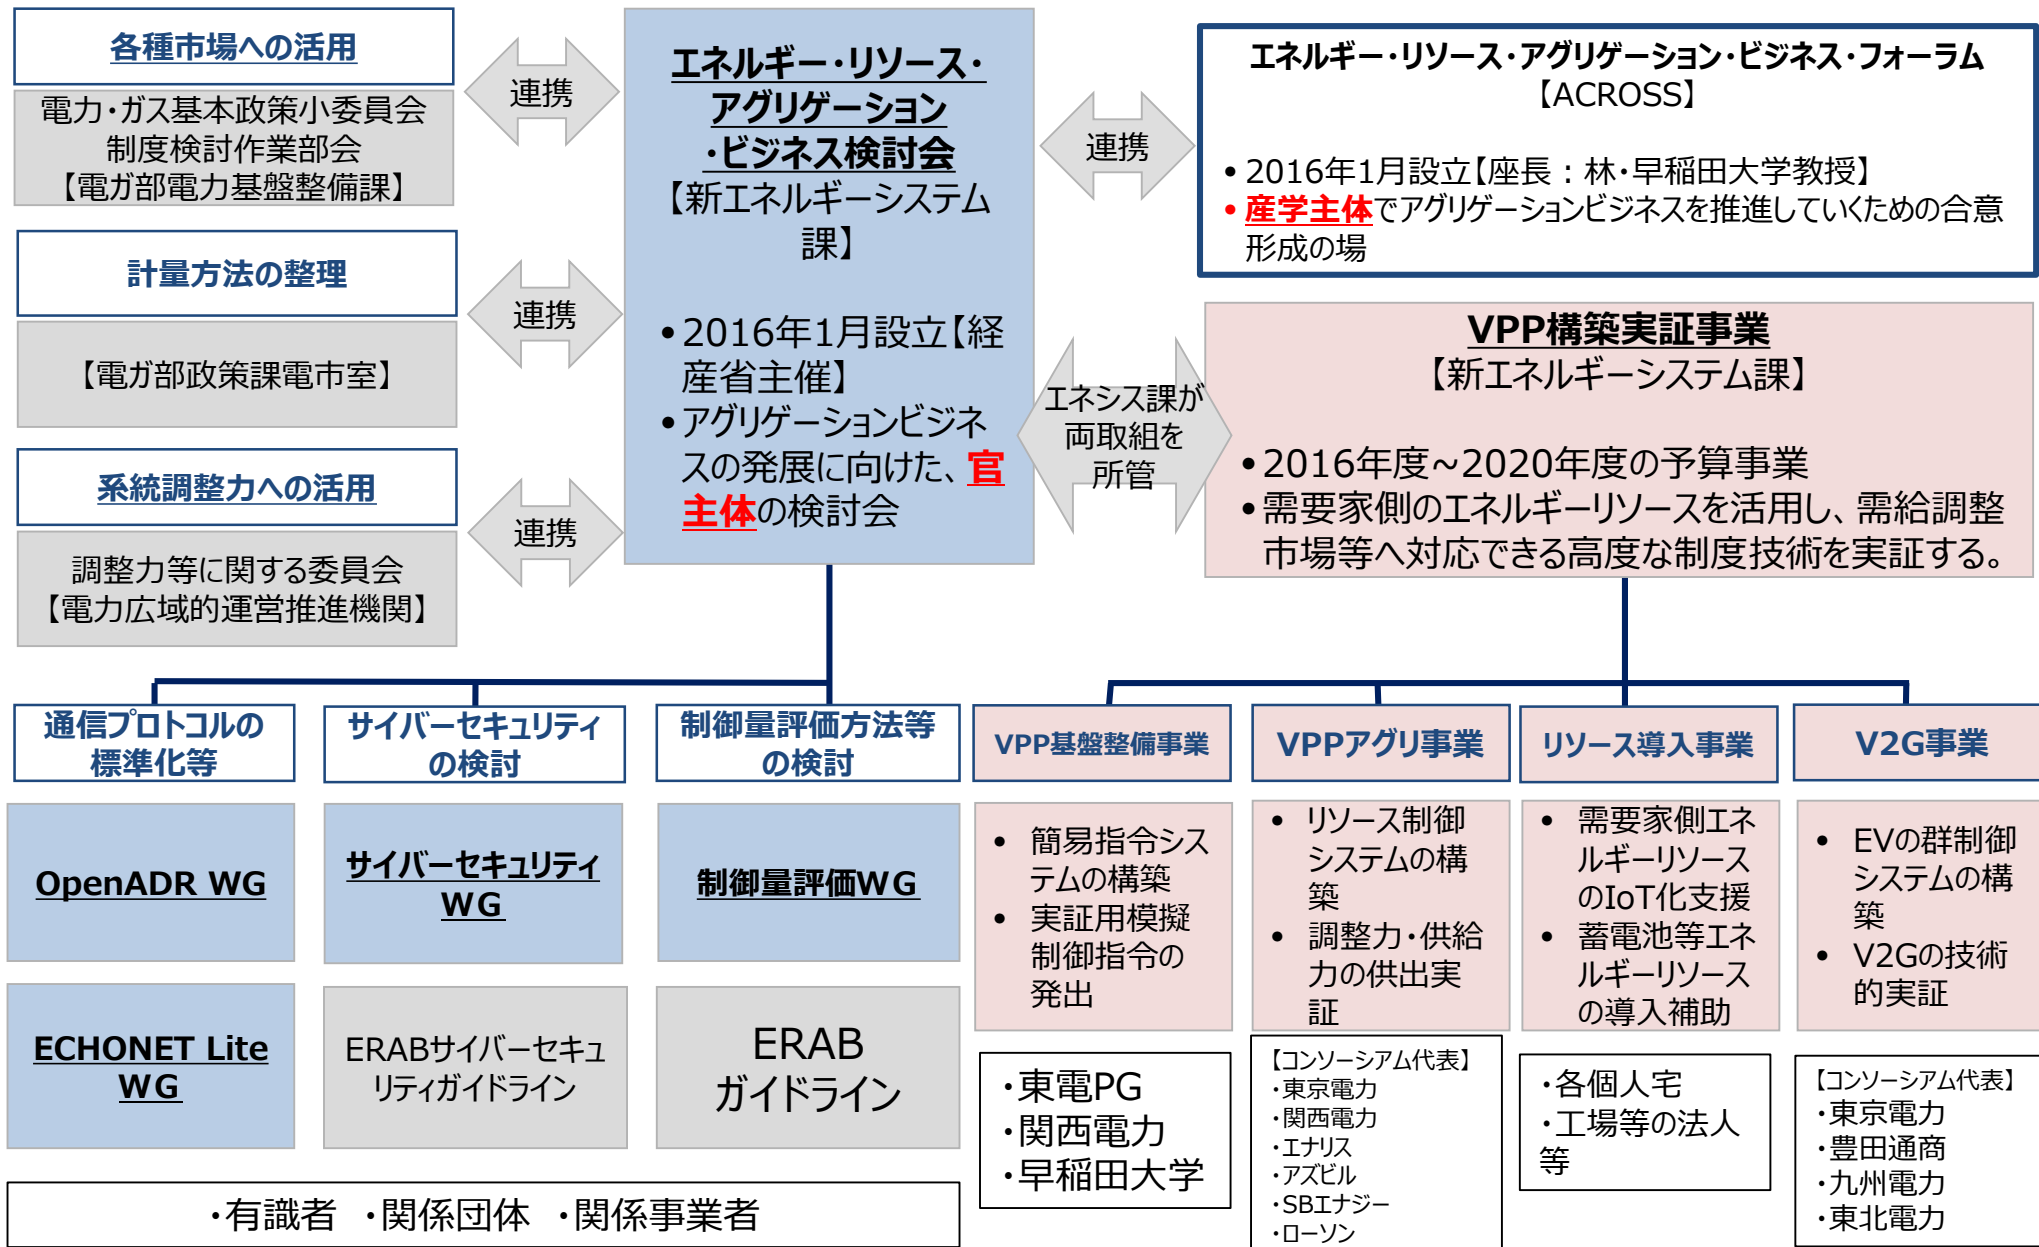 各種市場への活用
電力・ガス基本政策小委員会
制度検討作業部会
【電ガ部電力基盤整備課】
連携
計量方法の整理
【電ガ部政策課電市室】
連携
系統調整力への活用
調整力等に関する委員会
【電力広域的運営推進機関】
連携
エネルギー・リソース・
アグリゲーション
・ビジネス検討会
【新エネルギーシステム
課】
•2016年1月設立【経
産省主催】
•アグリゲーションビジネ
スの発展に向けた、官
主体の検討会
連携
エネルギー・リソース・アグリゲーション・ビジネス・フォーラム
【ACROSS】
•2016年1月設立【座長：林・早稲田大学教授】
•産学主体でアグリゲーションビジネスを推進していくための合意
形成の場
エネシス課が
両取組を
所管
VPP構築実証事業
【新エネルギーシステム課】
•2016年度~2020年度の予算事業
•需要家側のエネルギーリソースを活用し、需給調整
市場等へ対応できる高度な制度技術を実証する。
通信プロトコルの
標準化等
OpenADR WG
ECHONET Lite
WG
サイバーセキュリティ
の検討
サイバーセキュリティ
WG
ERABサイバーセキュ
リティガイドライン
制御量評価方法等
の検討
制御量評価WG
ERAB
ガイドライン
・有識者 ・関係団体 ・関係事業者
VPP基盤整備事業
• 簡易指令シス
テムの構築
• 実証用模擬
制御指令の
発出
・東電PG
・関西電力
・早稲田大学
VPPアグリ事業
• リソース制御
システムの構
築
• 調整力・供給
力の供出実
証
【コンソーシアム代表】
・東京電力
・関西電力
・エナリス
・アズビル
・SBエナジー
・ローソン
リソース導入事業
• 需要家側エネ
ルギーリソース
のIoT化支援
• 蓄電池等エネ
ルギーリソース
の導入補助
・各個人宅
・工場等の法人
等
V2G事業
• EVの群制御
システムの構
築
• V2Gの技術
的実証
【コンソーシアム代表】
・東京電力
・豊田通商
・九州電力
・東北電力